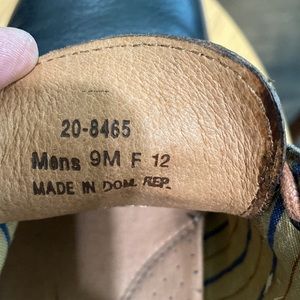 20-8465
Mens 9M F 12
MADE IN DOM. REP.